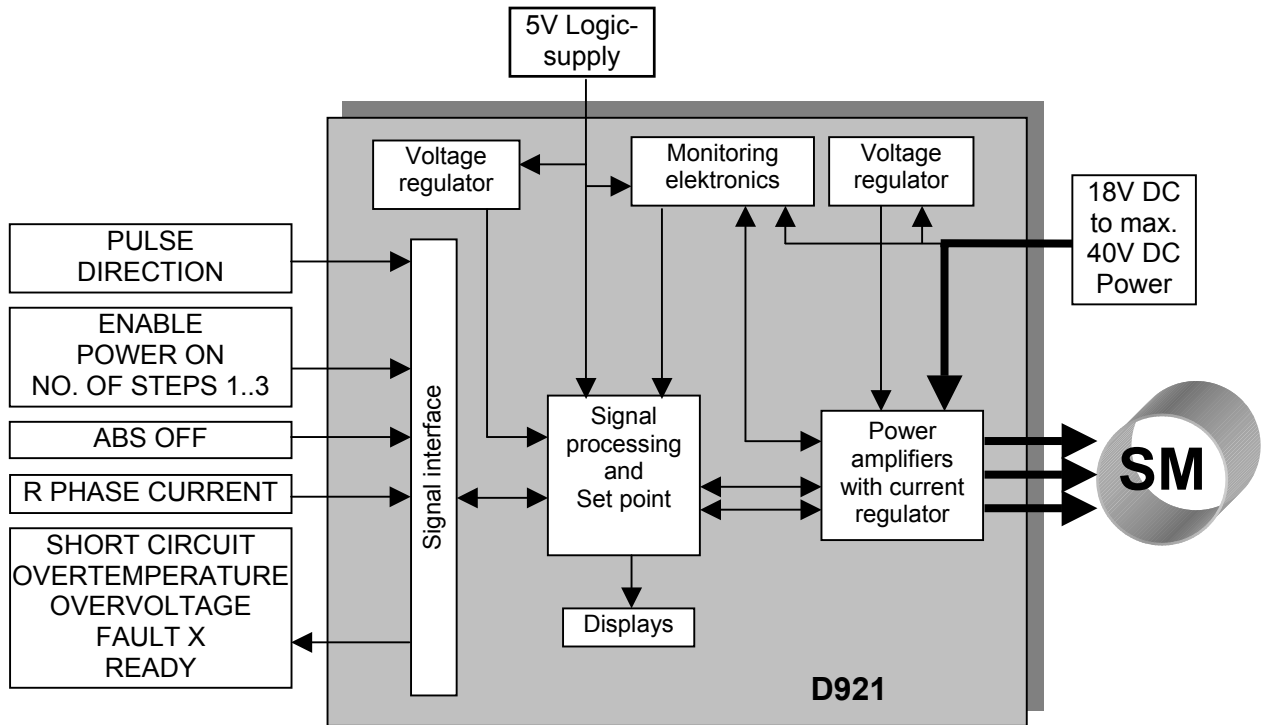 5V Logic-
supply
Voltage
regulator
Monitoring
elektronics
Voltage
regulator
18V DC
to max.
40V DC
Power
PULSE
DIRECTION
ENABLE
POWER ON
NO. OF STEPS 1..3
ABS OFF
R PHASE CURRENT
SHORT CIRCUIT
OVERTEMPERATURE
OVERVOLTAGE
FAULT X
READY
Signal interface
Signal
processing
and
Set point
Power
amplifiers
with current
regulator
SM
Displays
D921